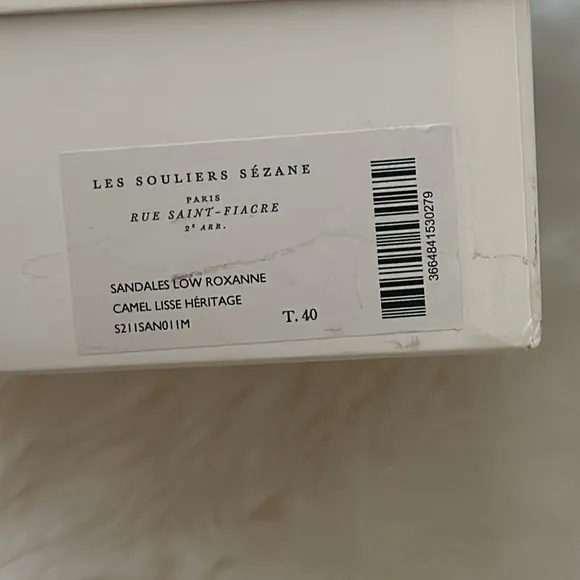 LES SOULIERS SÉZANE
PARIS
RUE SAINT-FIACRE
2E ARR.
SANDALES LOW ROXANNE
CAMEL LISSE HÉRITAGE
S211SAN011M
T. 40
3664841530279